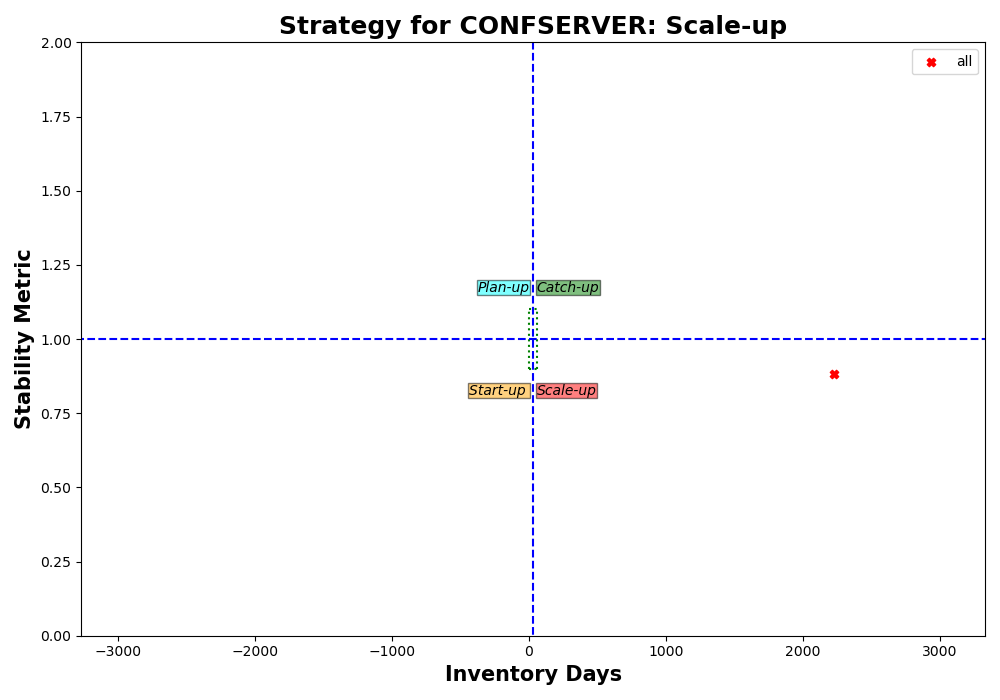 Strategy for CONFSERVER: Scale-up
all
2.00
1.75
1.50
1.25
1.00
0.75
0.50
0.25
0.00
Stability Metric
Plan-up
Catch-up
Start-up
Scale-up
−3000
−2000
−1000
0
1000
2000
3000
Inventory Days